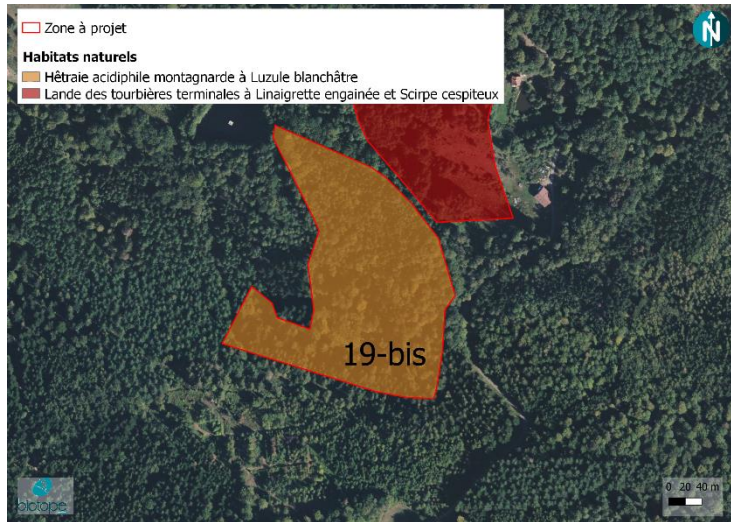 Zone à projet
Habitats naturels
Hêtraie acidiphile montagnarde à Luzule blanchâtre
Lande des tourbières terminales à Linaigrette engainée et Scirpe cespiteux
N
19-bis
biotope
0 20 40 m